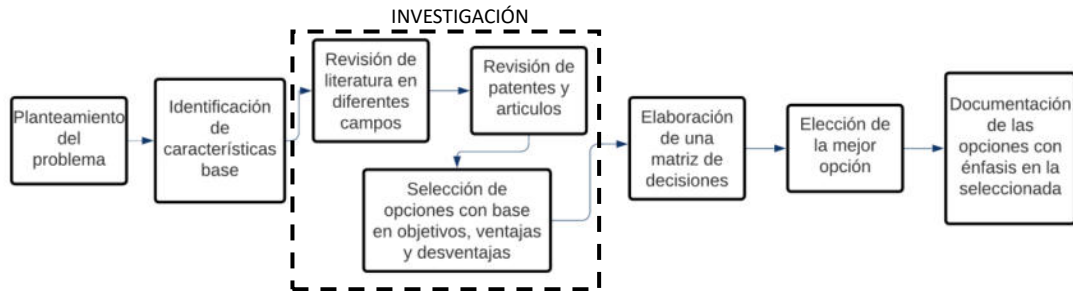 INVESTIGACIÓN
Planteamiento
del
problema
Identificación
de
características
base
Revisión de
literatura en
diferentes
campos
Revisión de
patentes y
articulos
Selección de
opciones con base
en objetivos, ventajas
y desventajas
Elaboración
de una
matriz de
decisiones
Elección de
la mejor
opción
Documentación
de las
opciones con
énfasis en la
seleccionada